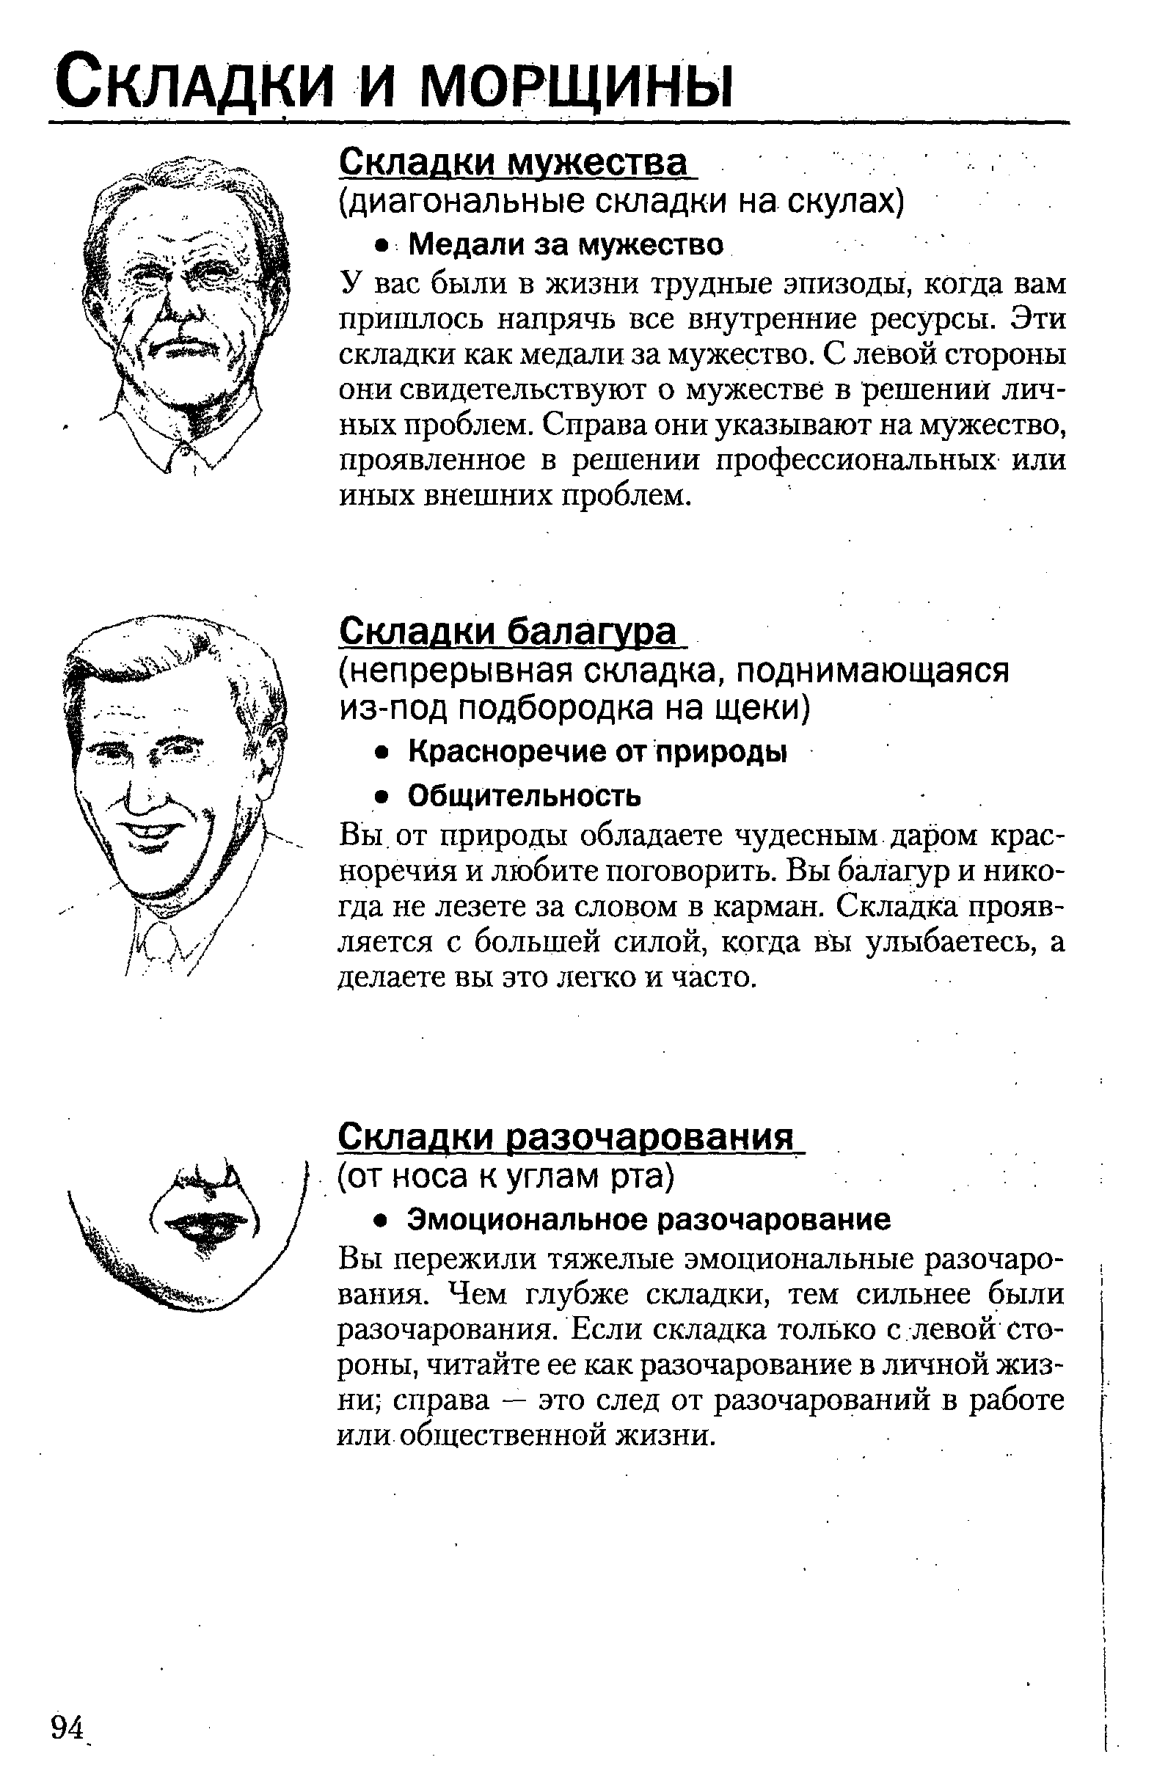 Складки и морщины
Складки мужества
(диагональные складки на скулах)
• Медали за мужество
У вас были в жизни трудные эпизоды, когда вам
пришлось напрячь все внутренние ресурсы. Эти
складки как медали за мужество. С левой стороны
они свидетельствуют о мужестве в решении лич-
ных проблем. Справа они указывают на мужество,
проявленное в решении профессиональных или
иных внешних проблем.
Складки балагура
(непрерывная складка, поднимающаяся
из-под подбородка на щеки)
• Красноречие от природы
• Общительность
Вы от природы обладаете чудесным даром крас-
норечия и любите поговорить. Вы балагур и нико-
гда не лезете за словом в карман. Складка прояв-
ляется с большей силой, когда вы улыбаетесь, а
делаете вы это легко и часто.
Складки разочарования
(от носа к углам рта)
• Эмоциональное разочарование
Вы пережили тяжелые эмоциональные разочаро-
вания. Чем глубже складки, тем сильнее были
разочарования. Если складка только с левой сто-
роны, читайте ее как разочарование в личной жиз-
ни; справа — это след от разочарований в работе
или общественной жизни.
94